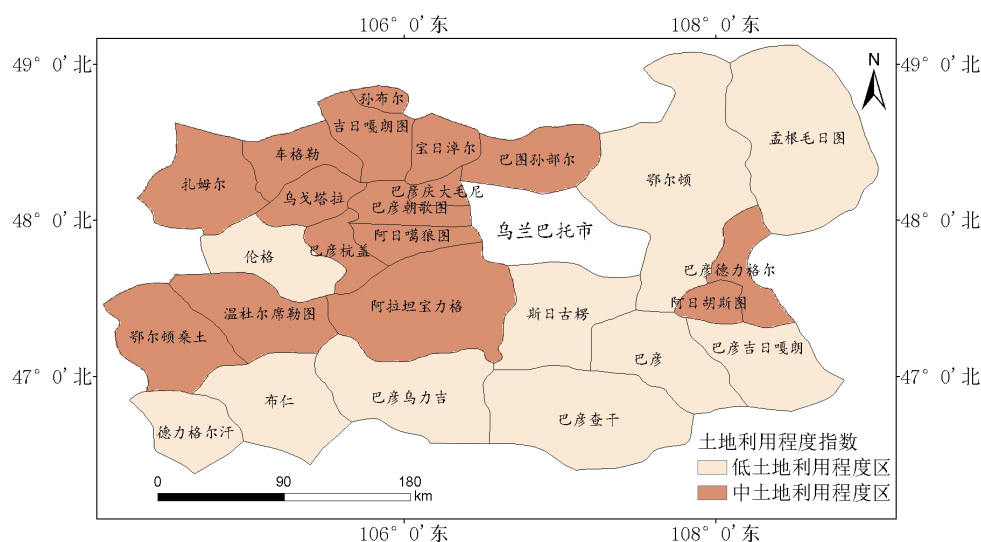 106° 0'东 108° 0'东
49° 0'北 49° 0'北
N
孙布尔
吉日嘎朗图
孟根毛日图
车格勒
宝日淖尔
巴图孙部尔
扎姆尔
鄂尔顿
巴彦庆大毛尼
乌戈塔拉
巴彦朝歌图
48° 0'北 48° 0'北
乌兰巴托市
阿日噶狼图
巴彦杭盖
伦格
巴彦德力格尔
阿日胡斯图
阿拉坦宝力格
温杜尔席勒图
斯日古楞
鄂尔顿桑土
巴彦吉日嘎朗
巴彦
47° 0'北 47° 0'北
布仁
巴彦乌力吉
巴彦查干
德力格尔汗
土地利用程度指数
低土地利用程度区
中土地利用程度区
0 90 180
km
106° 0'东 108° 0'东